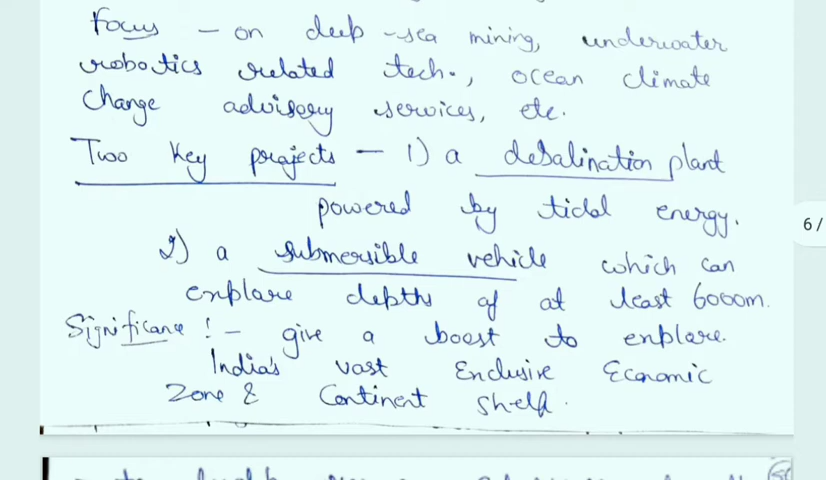 Focus - on deep-sea mining, underwater
robotics related tech., ocean climate
change advisory services, etc.
Two Key projects - 1) a desalination plant
powered by tidal energy.
2) a submersible vehicle which can
explore depths of at least 6000m.
Significance :- give a boost to explore
India's vast Exclusive Economic
Zone & Continent Shelf.
6/